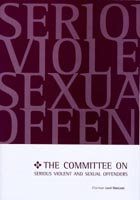 SERIO
VIOLE
SEXUA
OFFEN
THE COMMITTEE ON
SERIOUS VIOLENT AND SEXUAL OFFENDERS